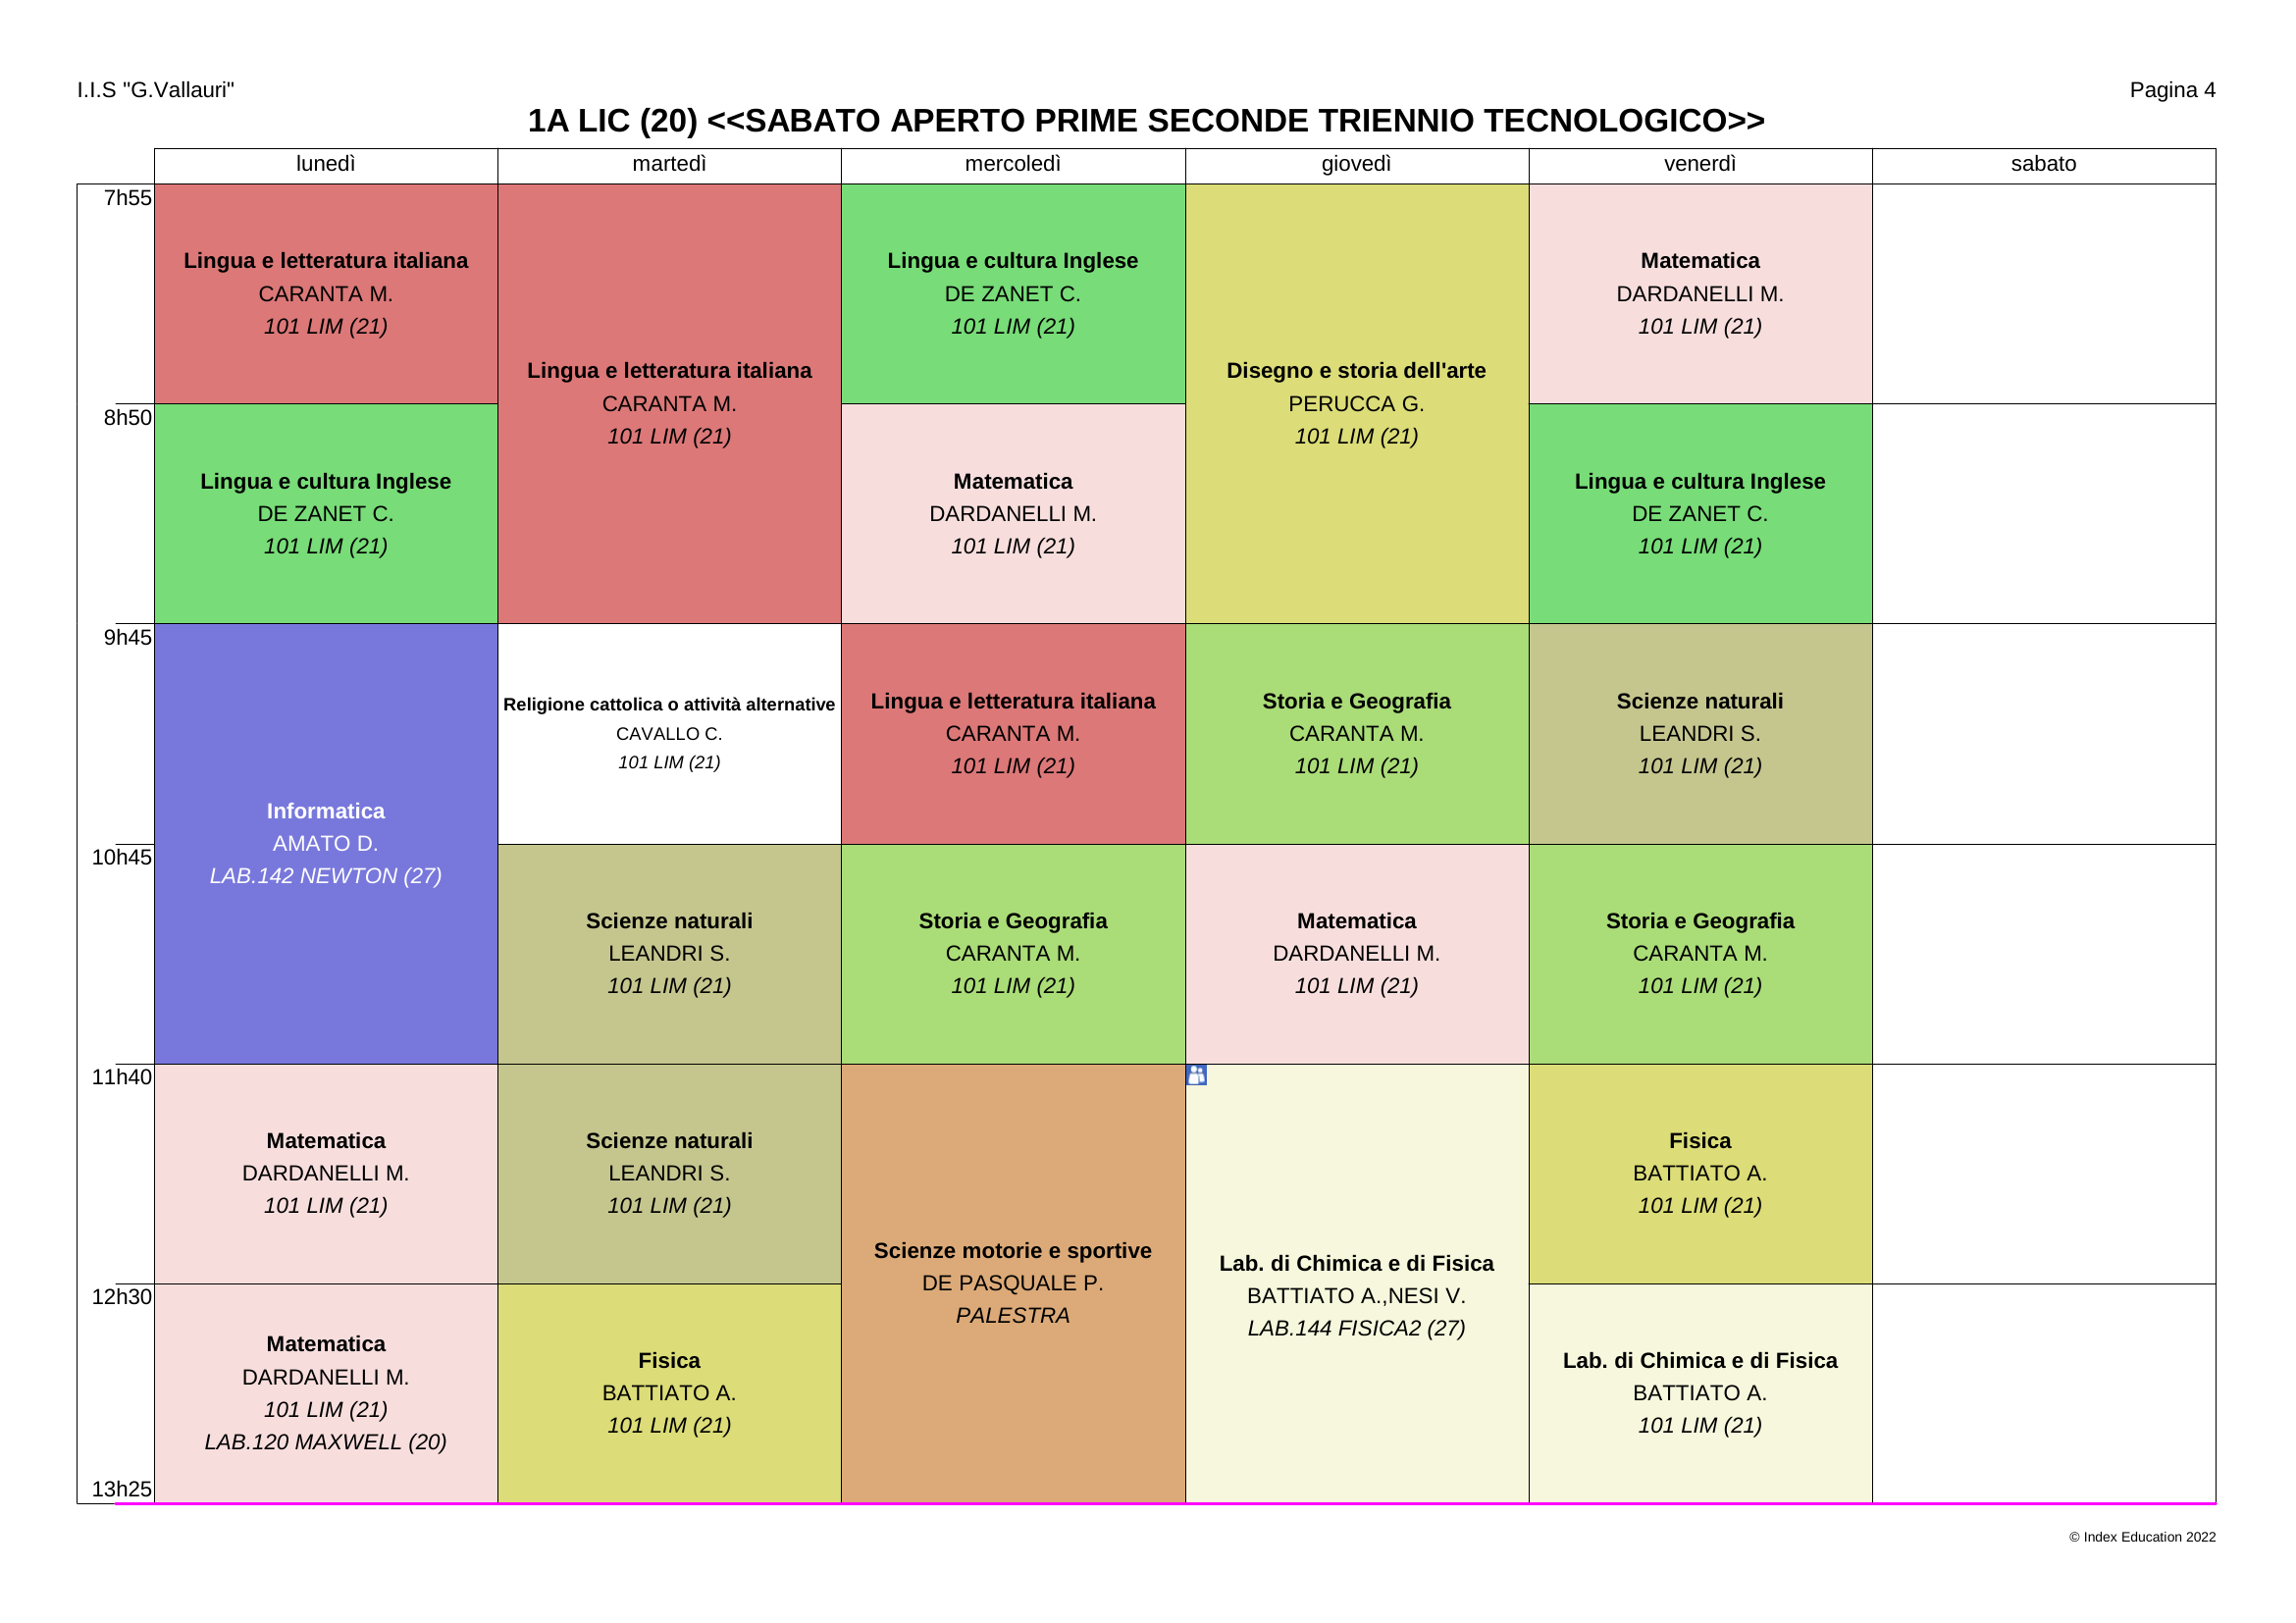 I.I.S "G.Vallauri"
Pagina 4
1A LIC (20) <<SABATO APERTO PRIME SECONDE TRIENNIO TECNOLOGICO>>
lunedì
martedì
mercoledì
giovedì
venerdì
sabato
7h55
Lingua e letteratura italiana
CARANTA M.
101 LIM (21)
Lingua e letteratura italiana
CARANTA M.
101 LIM (21)
Lingua e cultura Inglese
DE ZANET C.
101 LIM (21)
Disegno e storia dell'arte
PERUCCA G.
101 LIM (21)
Matematica
DARDANELLI M.
101 LIM (21)
8h50
Lingua e cultura Inglese
DE ZANET C.
101 LIM (21)
Matematica
DARDANELLI M.
101 LIM (21)
Lingua e cultura Inglese
DE ZANET C.
101 LIM (21)
9h45
Informatica
AMATO D.
LAB.142 NEWTON (27)
Religione cattolica o attività alternative
CAVALLO C.
101 LIM (21)
Lingua e letteratura italiana
CARANTA M.
101 LIM (21)
Storia e Geografia
CARANTA M.
101 LIM (21)
Scienze naturali
LEANDRI S.
101 LIM (21)
10h45
Scienze naturali
LEANDRI S.
101 LIM (21)
Storia e Geografia
CARANTA M.
101 LIM (21)
Matematica
DARDANELLI M.
101 LIM (21)
Storia e Geografia
CARANTA M.
101 LIM (21)
11h40
Matematica
DARDANELLI M.
101 LIM (21)
Scienze naturali
LEANDRI S.
101 LIM (21)
Scienze motorie e sportive
DE PASQUALE P.
PALESTRA
Lab. di Chimica e di Fisica
BATTIATO A.,NESI V.
LAB.144 FISICA2 (27)
Fisica
BATTIATO A.
101 LIM (21)
12h30
Matematica
DARDANELLI M.
101 LIM (21)
LAB.120 MAXWELL (20)
Fisica
BATTIATO A.
101 LIM (21)
Lab. di Chimica e di Fisica
BATTIATO A.
101 LIM (21)
13h25
© Index Education 2022